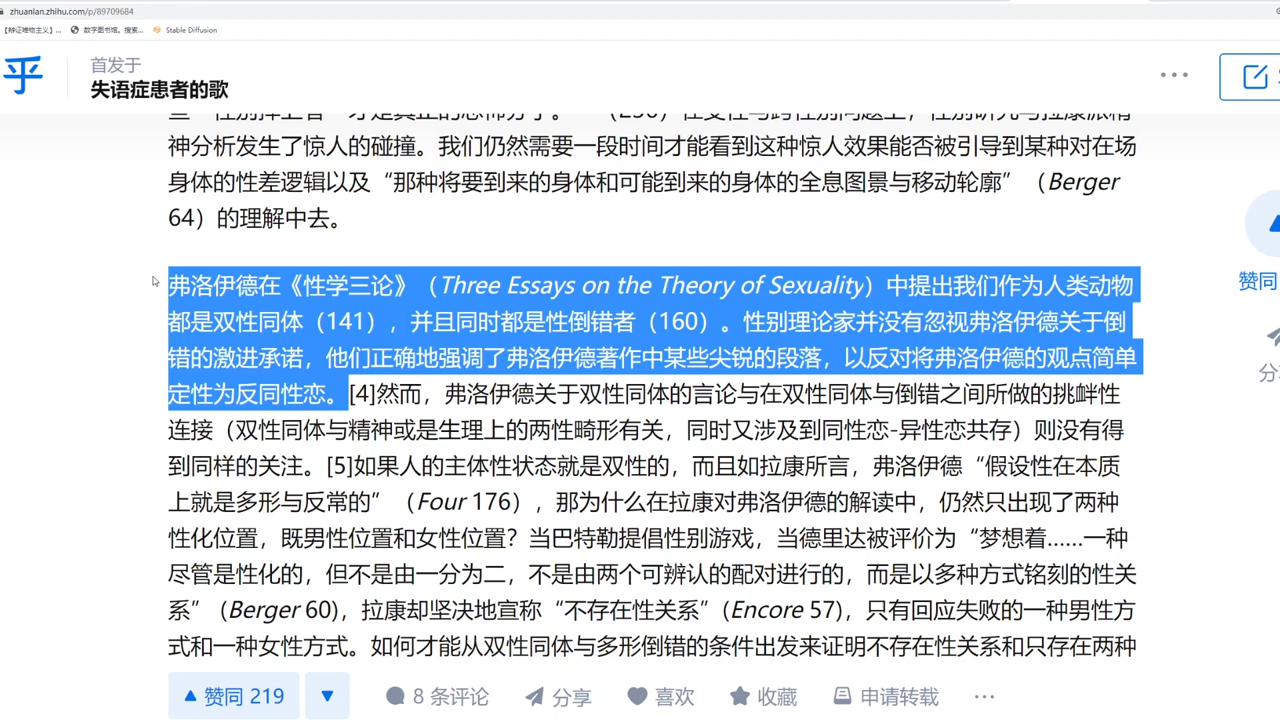 zhuanlan.zhihu.com/p/89709684
【辩证唯物主义】... 数字图书馆。搜索... Stable Diffusion
乎
首发于
失语症患者的歌
神分析发生了惊人的碰撞。我们仍然需要一段时间才能看到这种惊人效果能否被引导到某种对在场
身体的性差逻辑以及“那种将要到来的身体和可能到来的身体的全息图景与移动轮廓”（Berger
64）的理解中去。
弗洛伊德在《性学三论》（Three Essays on the Theory of Sexuality）中提出我们作为人类动物
都是双性同体（141），并且同时都是性倒错者（160）。性别理论家并没有忽视弗洛伊德关于倒
错的激进承诺，他们正确地强调了弗洛伊德著作中某些尖锐的段落，以反对将弗洛伊德的观点简单
定性为反同性恋。[4]然而，弗洛伊德关于双性同体的言论与在双性同体与倒错之间所做的挑衅性
连接（双性同体与精神或是生理上的两性畸形有关，同时又涉及到同性恋-异性恋共存）则没有得
到同样的关注。[5]如果人的主体性状态就是双性的，而且如拉康所言，弗洛伊德“假设性在本质
上就是多形与反常的”（Four 176），那为什么在拉康对弗洛伊德的解读中，仍然只出现了两种
性化位置，既男性位置和女性位置？当巴特勒提倡性别游戏，当德里达被评价为“梦想着……一种
尽管是性化的，但不是由一分为二，不是由两个可辨认的配对进行的，而是以多种方式铭刻的性关
系”（Berger 60)，拉康却坚决地宣称“不存在性关系”（Encore 57)，只有回应失败的一种男性方
式和一种女性方式。如何才能从双性同体与多形倒错的条件出发来证明不存在性关系和只存在两种
赞同
赞同 219 8 条评论 分享 喜欢 收藏 申请转载